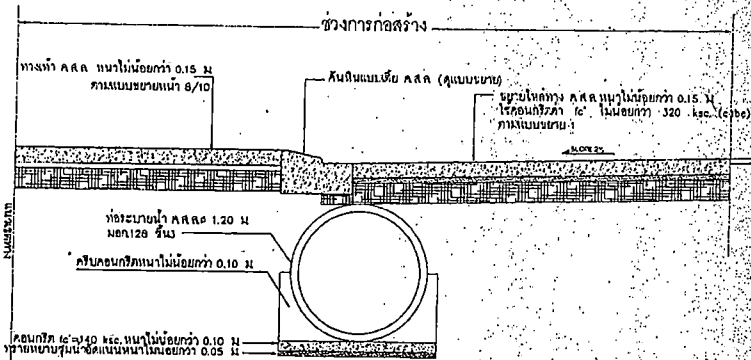 ช่วงการก่อสร้าง
ทางเท้า ค.ส.ล. หนาไม่น้อยกว่า 0.15 ม
ตามแบบขยายหน้า 8/10
คันหินแบบเตี้ย ค.ส.ล. (ดูแบบขยาย)
ขยายไหล่ทาง ค.ส.ล. หนาไม่น้อยกว่า 0.15 ม
ใช้คอนกรีตค่า fc' ไม่น้อยกว่า 320 ksc. (cube)
ตามแบบขยาย 1
SLOPE 2%
ท่อระบายน้ำ ค.ส.ล.ø 1.20 ม
มอก.128 ชั้น3
ครีบคอนกรีตหนาไม่น้อยกว่า 0.10 ม
คอนกรีต fc'=140 ksc. หนาไม่น้อยกว่า 0.10 ม
ทรายหยาบชุ่มน้ำอัดแน่นหนาไม่น้อยกว่า 0.05 ม